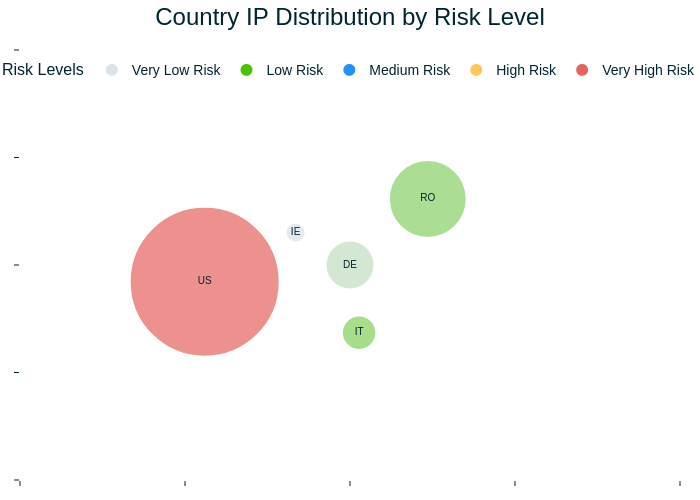 Country IP Distribution by Risk Level
Risk Levels Very Low Risk Low Risk Medium Risk High Risk Very High Risk
RO
IE
DE
US
IT